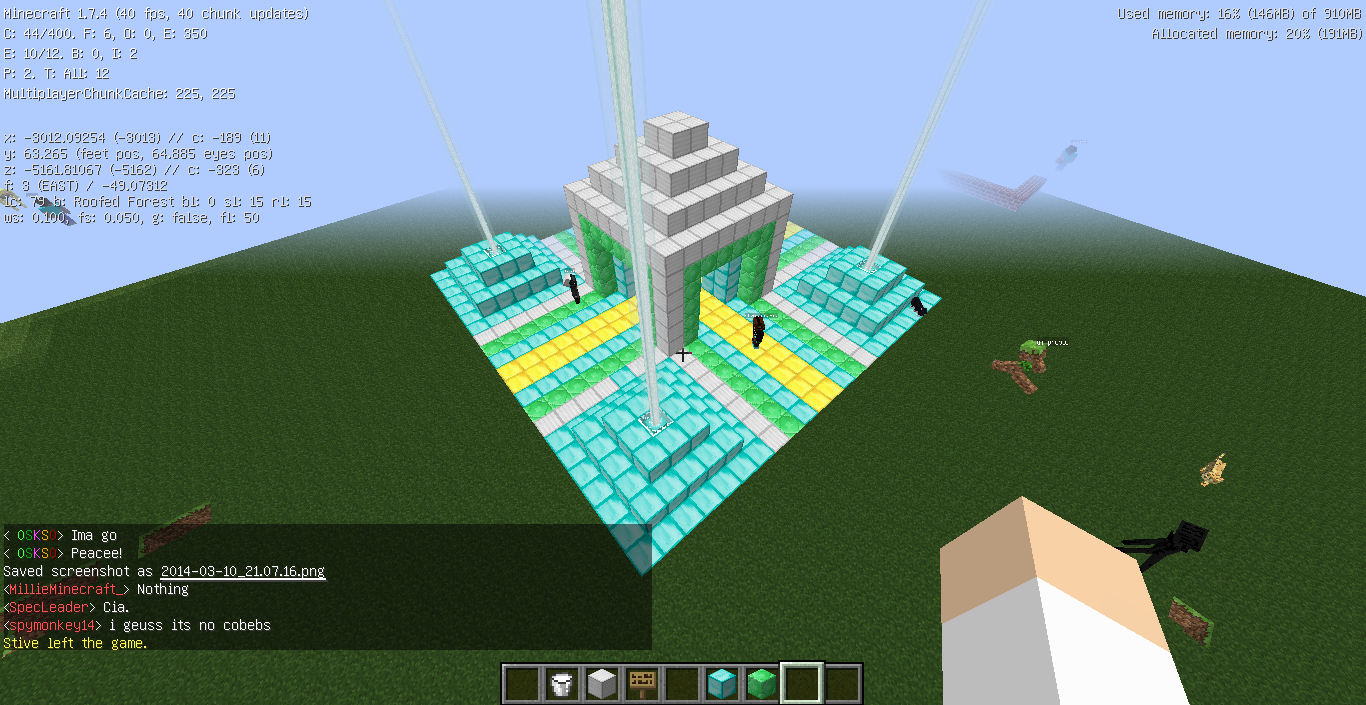 Minecraft 1.7.4 (40 fps, 40 chunk updates)
C: 44/400. F: 6, O: 0, E: 350
E: 10/12. B: 0, I: 2
P: 2. T: All: 12
MultiplayerChunkCache: 225, 225
x: -3012.09254 (-3013) // c: -189 (11)
y: 63.265 (feet pos, 64.885 eyes pos)
z: -5161.81067 (-5162) // c: -323 (6)
f: 3 (EAST) / -49.07312
lc: 79 b: Roofed Forest bl: 0 sl: 15 rl: 15
ws: 0.100, fs: 0.050, g: false, fl: 50
Used memory: 16% (146MB) of 910MB
Allocated memory: 20% (191MB)
< OSKSO> Ima go
< OSKSO> Peacee!
Saved screenshot as 2014-03-10_21.07.16.png
<MillieMinecraft_> Nothing
<SpecLeader> Cia.
<spymonkey14> i geuss its no cobebs
Stive left the game.